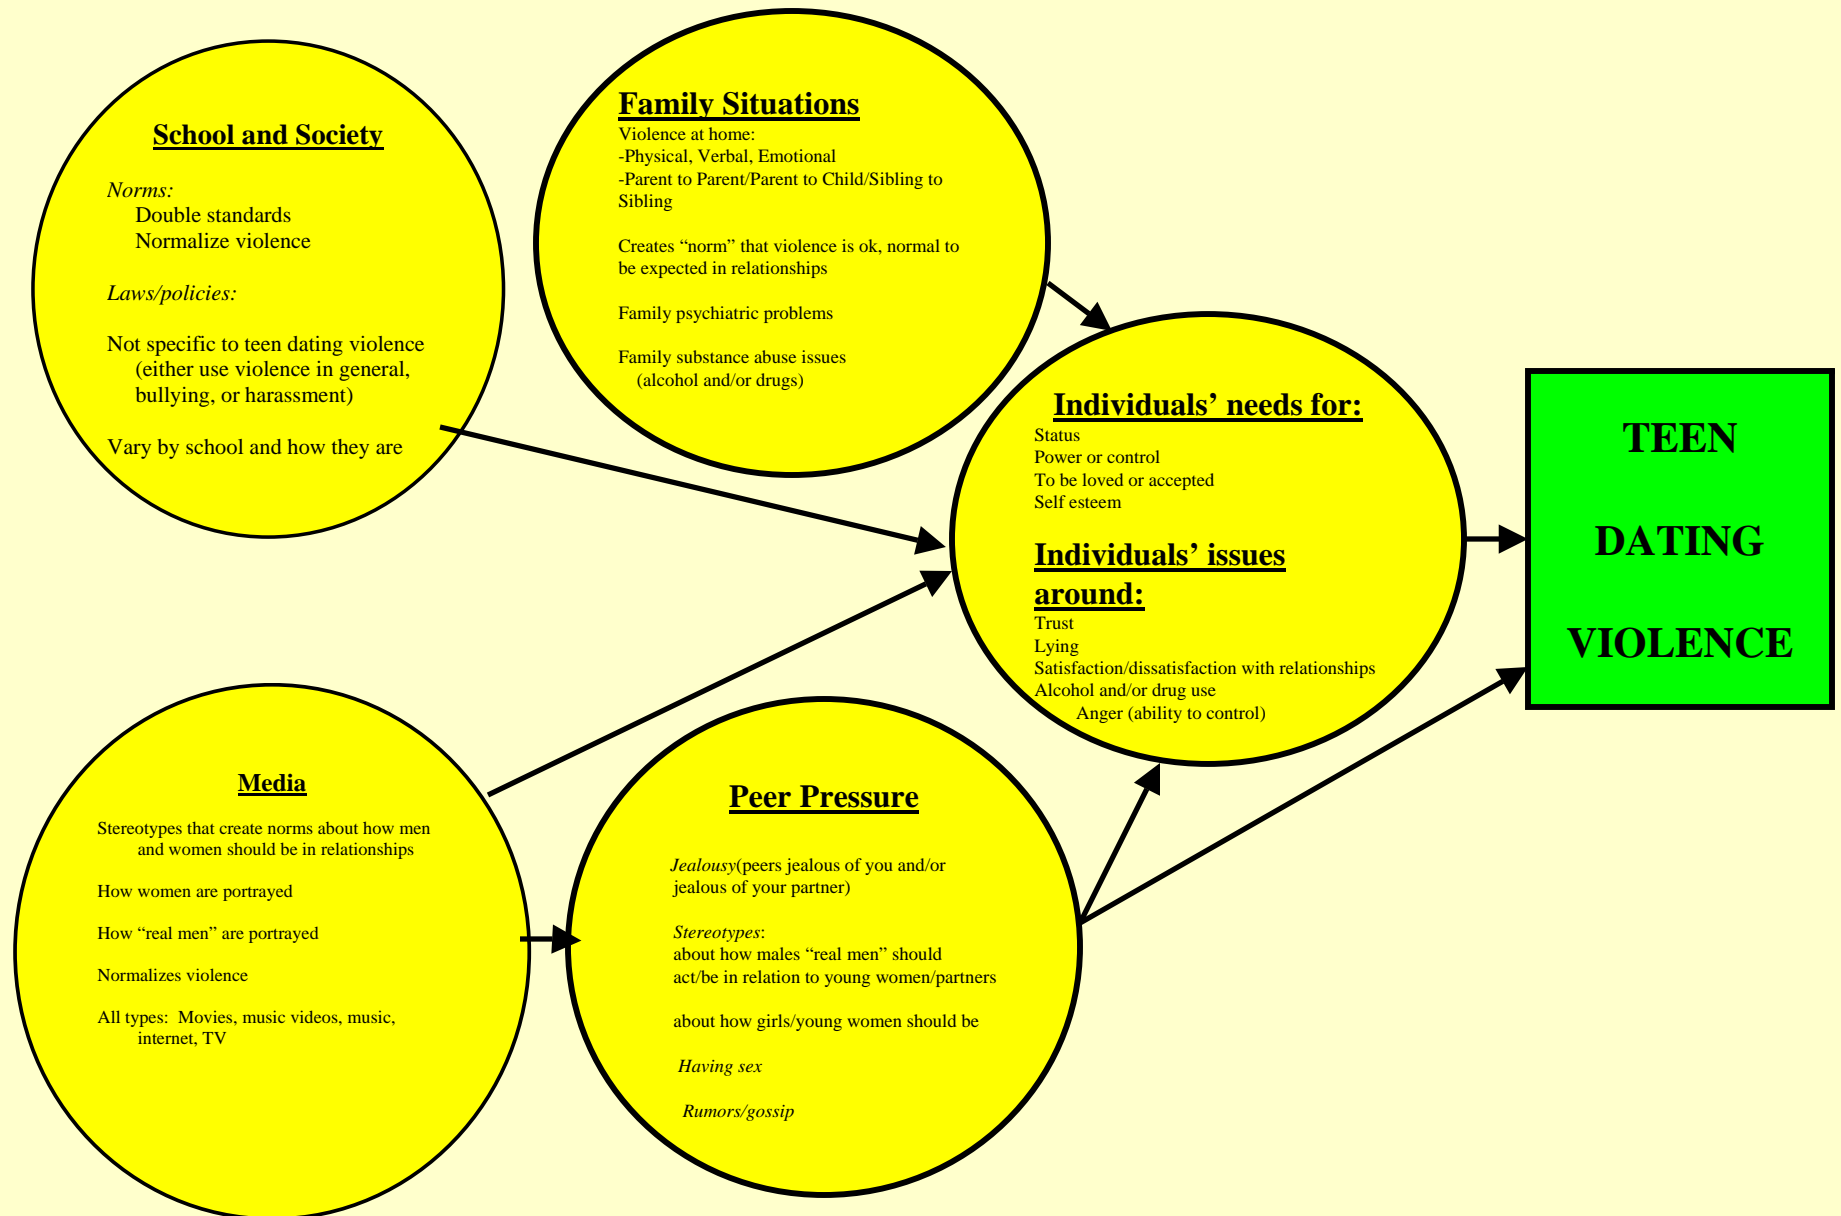 School and Society
Norms:
Double standards
Normalize violence
Laws/policies:
Not specific to teen dating violence
(either use violence in general,
bullying, or harassment)
Vary by school and how they are
Family Situations
Violence at home:
-Physical, Verbal, Emotional
-Parent to Parent/Parent to Child/Sibling to
Sibling
Creates “norm” that violence is ok, normal to
be expected in relationships
Family psychiatric problems
Family substance abuse issues
(alcohol and/or drugs)
Individuals’ needs for:
Status
Power or control
To be loved or accepted
Self esteem
Individuals’ issues
around:
Trust
Lying
Satisfaction/dissatisfaction with relationships
Alcohol and/or drug use
Anger (ability to control)
TEEN
DATING
VIOLENCE
Media
Stereotypes that create norms about how men
and women should be in relationships
How women are portrayed
How “real men” are portrayed
Normalizes violence
All types:  Movies, music videos, music,
internet, TV
Peer Pressure
Jealousy(peers jealous of you and/or
jealous of your partner)
Stereotypes:
about how males “real men” should
act/be in relation to young women/partners
about how girls/young women should be
Having sex
Rumors/gossip